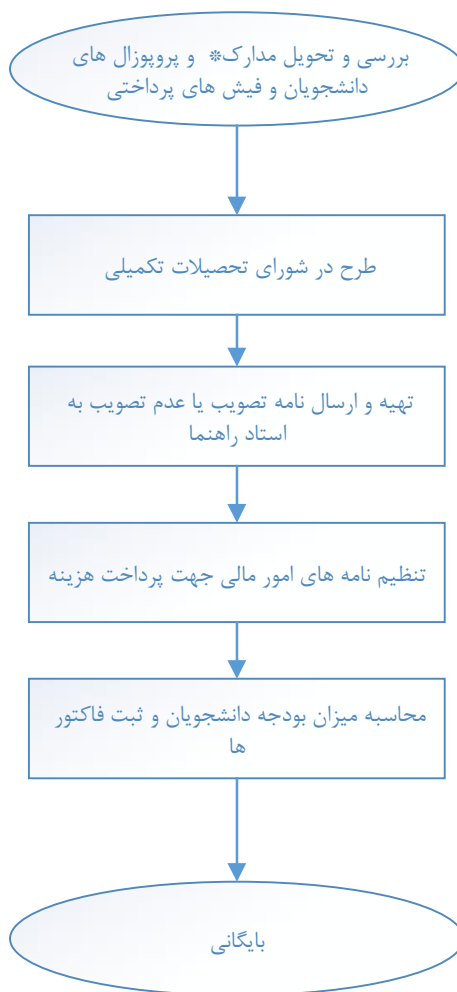 بررسی و تحویل مدارک* و پروپوزال های
دانشجویان و فیش های پرداختی
طرح در شورای تحصیلات تکمیلی
تهیه و ارسال نامه تصویب یا عدم تصویب به
استاد راهنما
تنظیم نامه های امور مالی جهت پرداخت هزینه
محاسبه میزان بودجه دانشجویان و ثبت فاکتور
ها
بایگانی